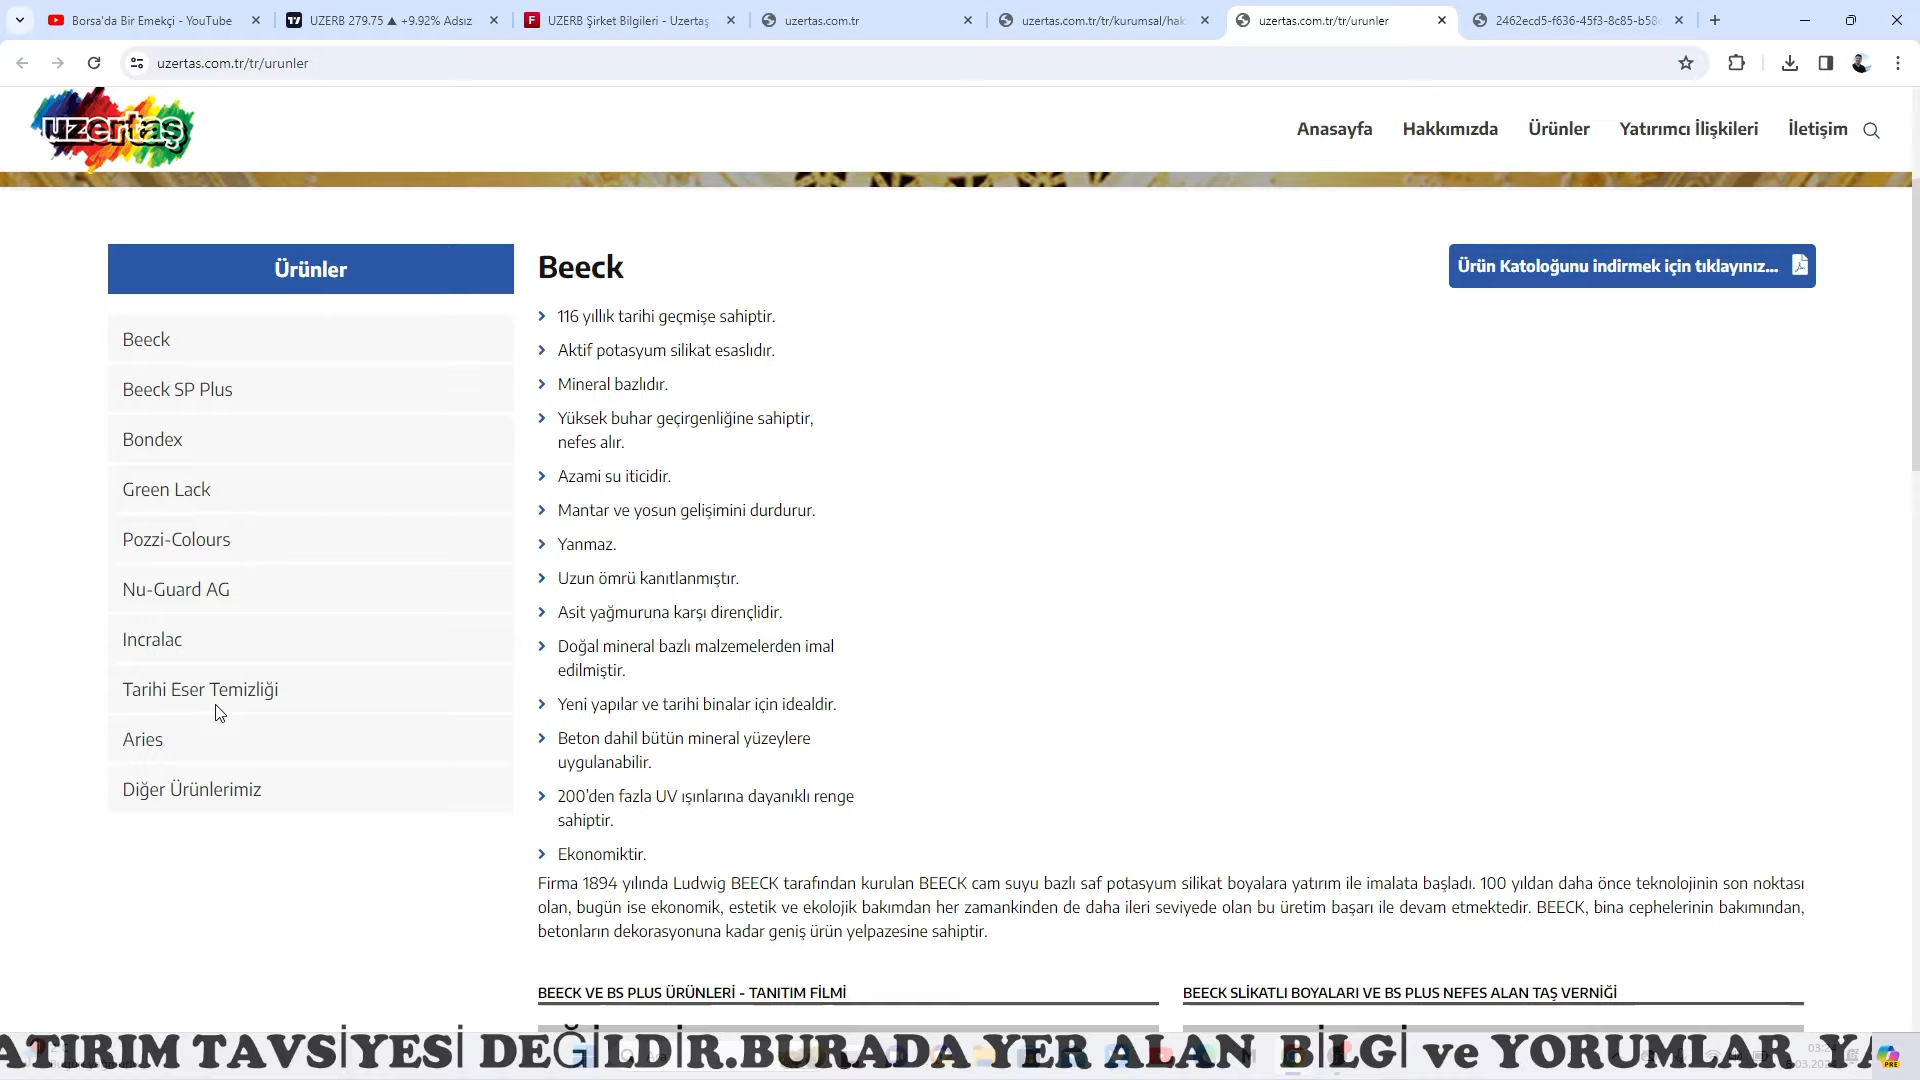 Borsa'da Bir Emekçi - YouTube
UZERB 279.75 ▲ +9.92% Adsız
UZERB Şirket Bilgileri - Uzertaş
uzertas.com.tr
uzertas.com.tr/tr/kurumsal/hak
uzertas.com.tr/tr/urunler
2462ecd5-f636-45f3-8c85-b58c
uzertas.com.tr/tr/urunler
uzertaş
Anasayfa
Hakkımızda
Ürünler
Yatırımcı İlişkileri
İletişim
Ürünler
Beeck
Beeck SP Plus
Bondex
Green Lack
Pozzi-Colours
Nu-Guard AG
Incralac
Tarihi Eser Temizliği
Aries
Diğer Ürünlerimiz
Beeck
Ürün Katoloğunu indirmek için tıklayınız...
116 yıllık tarihi geçmişe sahiptir.
Aktif potasyum silikat esaslıdır.
Mineral bazlıdır.
Yüksek buhar geçirgenliğine sahiptir,
nefes alır.
Azami su iticidir.
Mantar ve yosun gelişimini durdurur.
Yanmaz.
Uzun ömrü kanıtlanmıştır.
Asit yağmuruna karşı dirençlidir.
Doğal mineral bazlı malzemelerden imal
edilmiştir.
Yeni yapılar ve tarihi binalar için idealdir.
Beton dahil bütün mineral yüzeylere
uygulanabilir.
200'den fazla UV ışınlarına dayanıklı renge
sahiptir.
Ekonomiktir.
Firma 1894 yılında Ludwig BEECK tarafından kurulan BEECK cam suyu bazlı saf potasyum silikat boyalara yatırım ile imalata başladı. 100 yıldan daha önce teknolojinin son noktası
olan, bugün ise ekonomik, estetik ve ekolojik bakımdan her zamankinden de daha ileri seviyede olan bu üretim başarı ile devam etmektedir. BEECK, bina cephelerinin bakımından,
betonların dekorasyonuna kadar geniş ürün yelpazesine sahiptir.
BEECK VE BS PLUS ÜRÜNLERİ - TANITIM FİLMİ
BEECK SLİKATLI BOYALARI VE BS PLUS NEFES ALAN TAŞ VERNİĞİ
ATIRIM TAVSİYESİ DEĞİLDİR.BURADA YER ALAN BİLGİ ve YORUMLAR YA
PRE